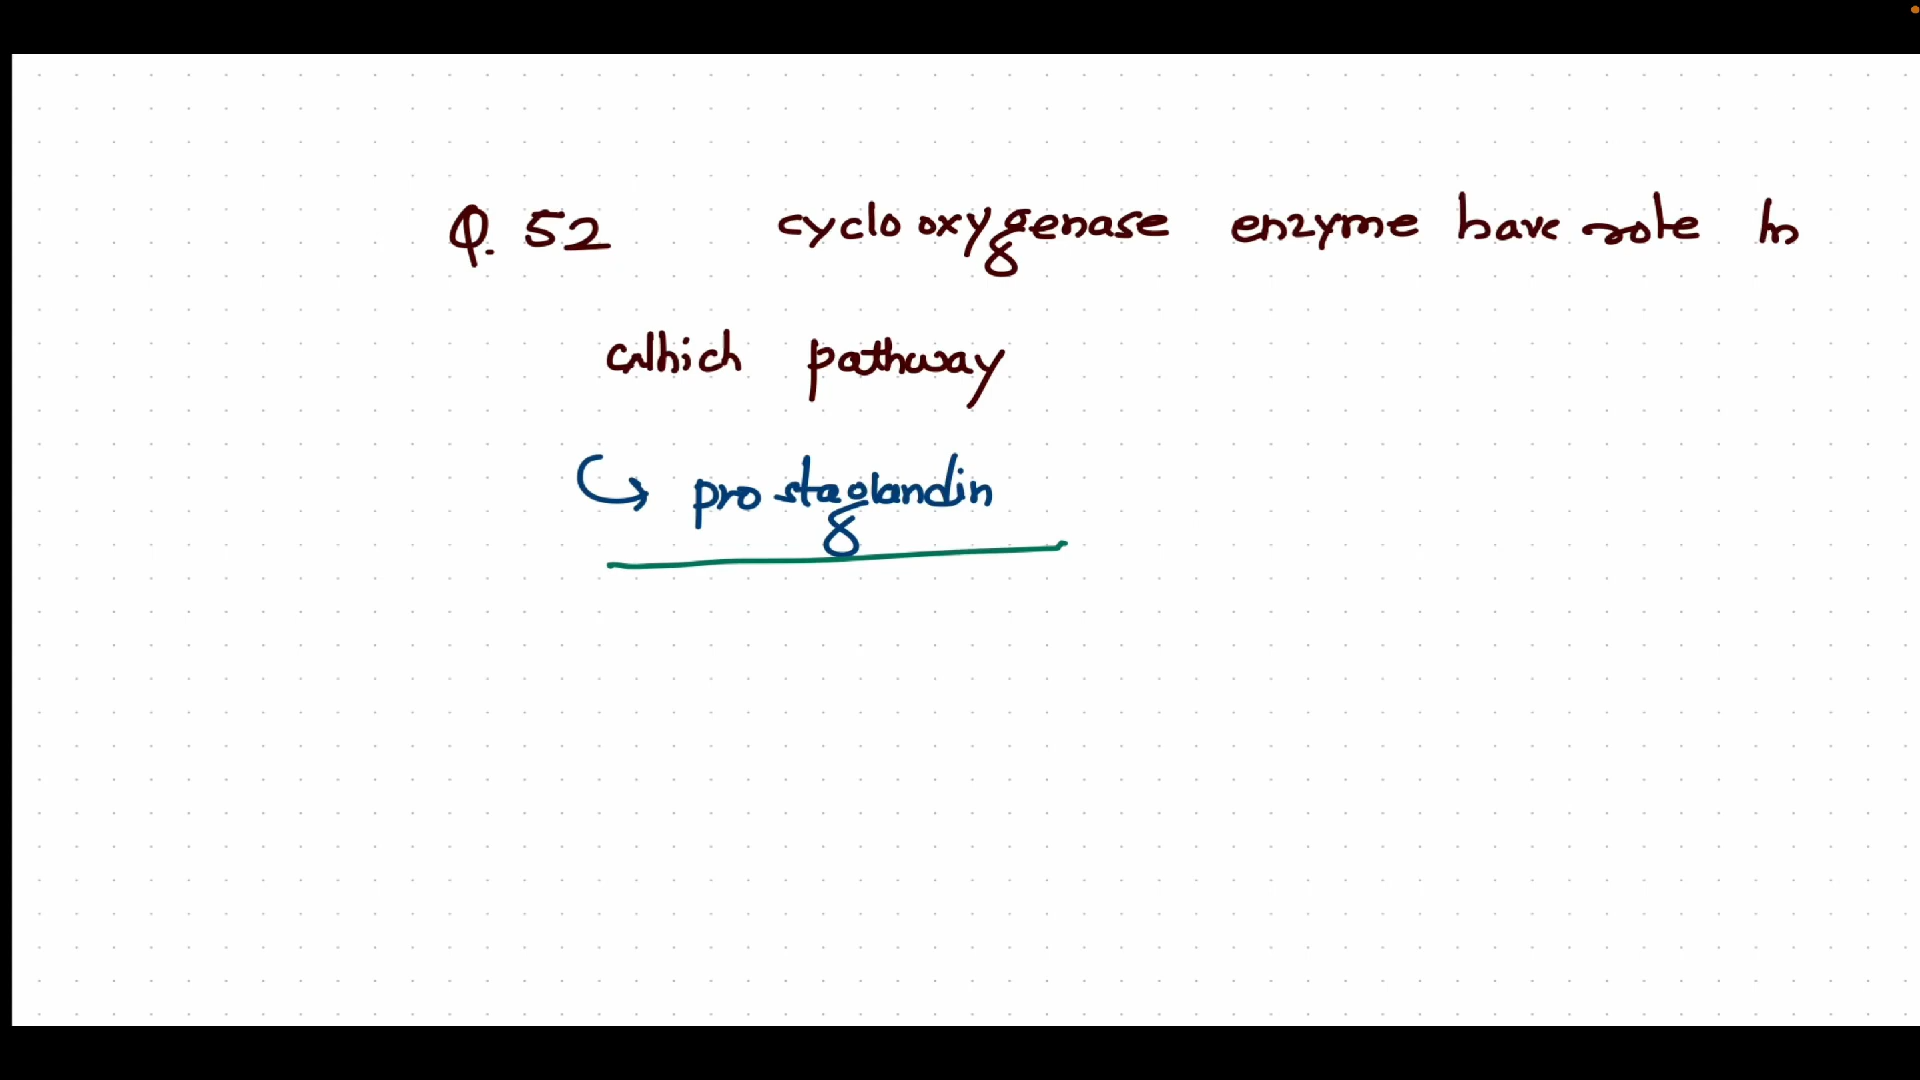 Q. 52 cyclooxygenase enzyme have role in
which pathway
↳ prostaglandin